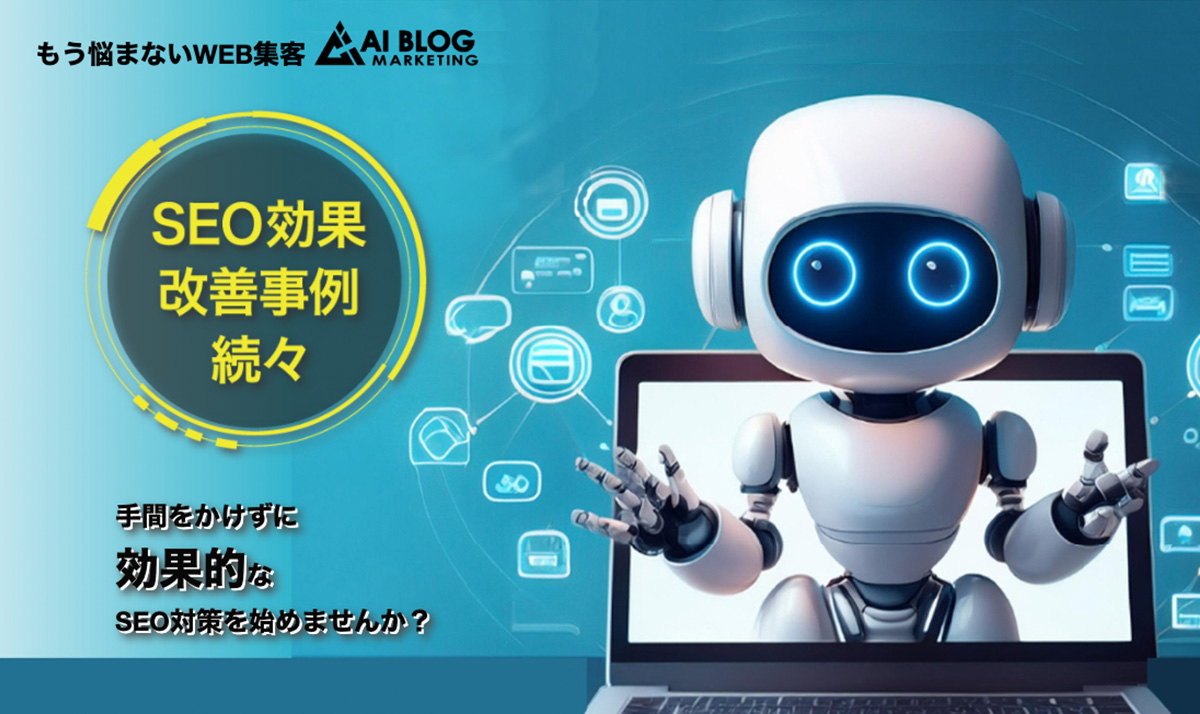 もう悩まないWEB集客 AI BLOG
MARKETING
SEO効果
改善事例
続々
手間をかけずに
効果的な
SEO対策を始めませんか？